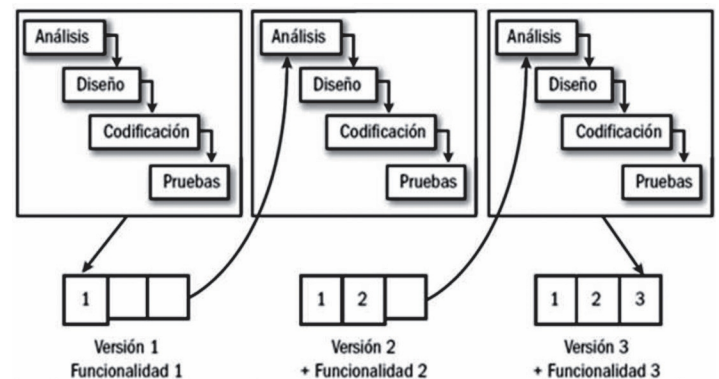 Análisis
Diseño
Codificación
Pruebas
Análisis
Diseño
Codificación
Pruebas
Análisis
Diseño
Codificación
Pruebas
1
1 2
1 2 3
Versión 1
Funcionalidad 1
Versión 2
+ Funcionalidad 2
Versión 3
+ Funcionalidad 3